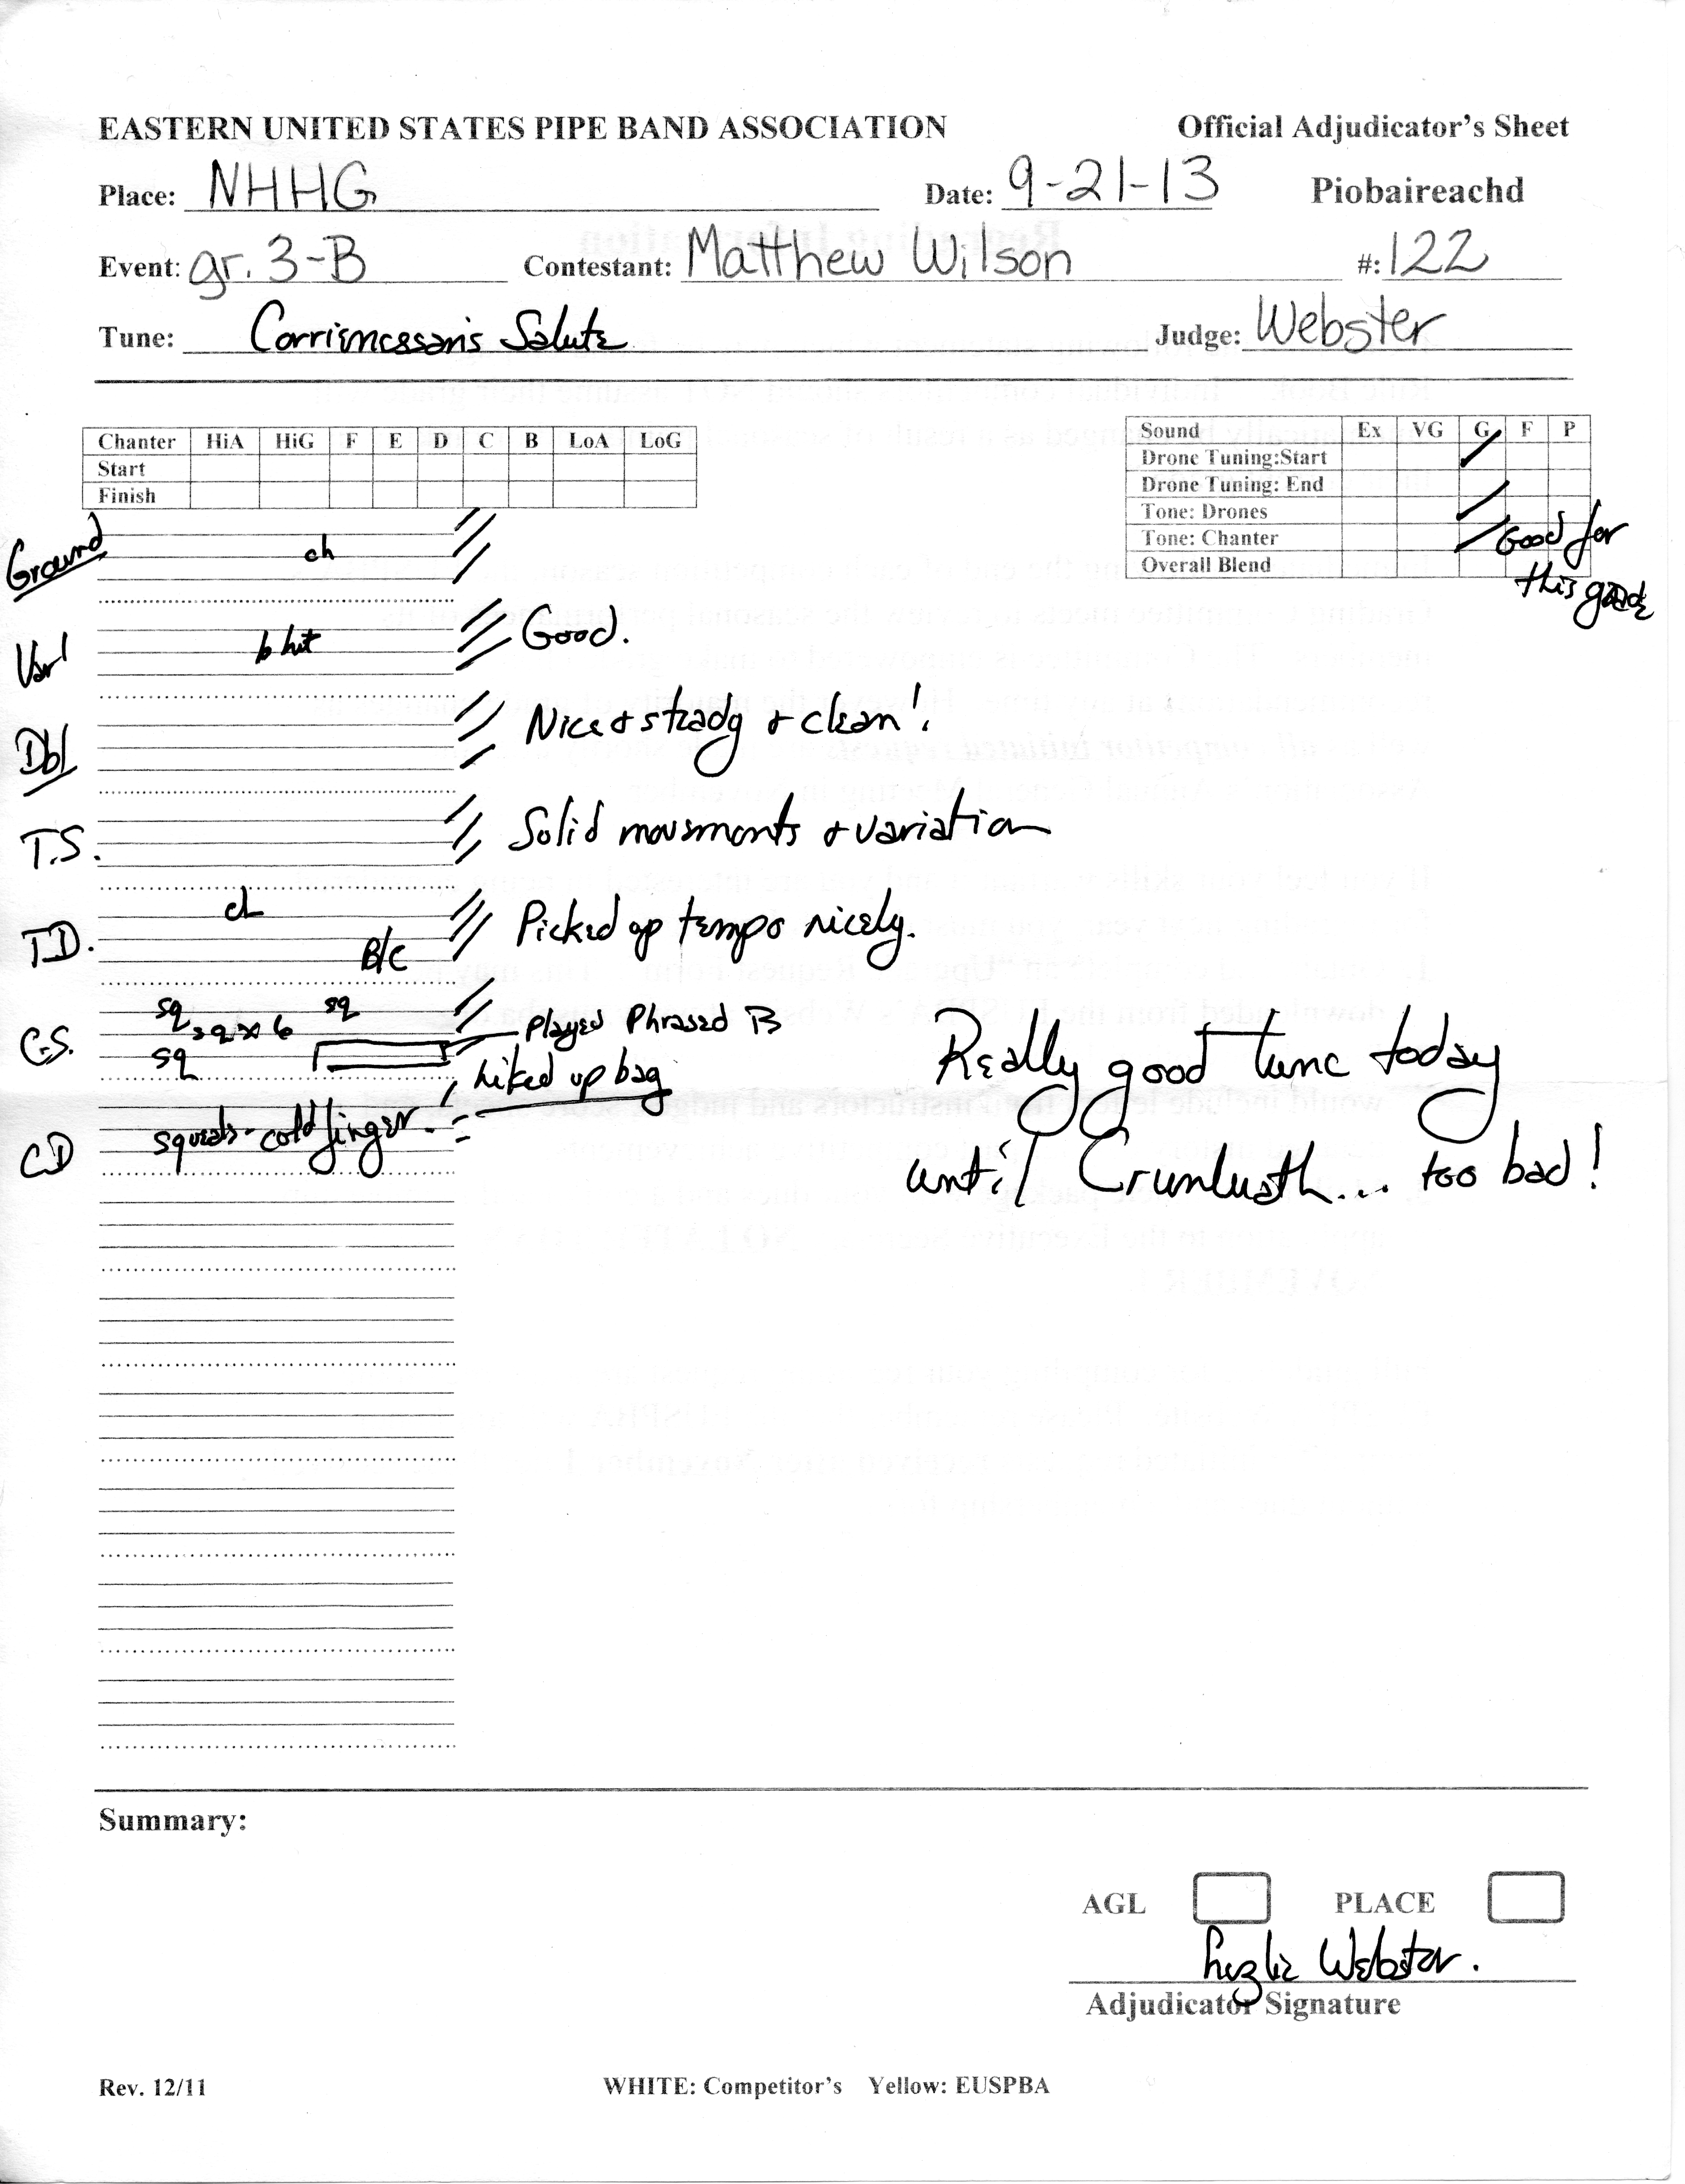 EASTERN UNITED STATES PIPE BAND ASSOCIATION Official Adjudicator's Sheet
Place: NHHG Date: 9-21-13 Piobaireachd
Event: gr. 3-B Contestant: Matthew Wilson #: 122
Tune: Corrienessan's Salute Judge: Webster
Chanter HiA HiG F E D C B LoA LoG
Start
Finish
Sound Ex VG G F P
Drone Tuning:Start
Drone Tuning: End
Tone: Drones
Tone: Chanter Good for
Overall Blend this grade
Ground ch
Var 1 b hit Good.
Dbl Nice & steady & clean!
T.S. Solid movements & variation
T.D. ch B/C Picked up tempo nicely.
C.S. sq sq x 6 sq Played Phrased B
sq
up bag
CD squeals - cold finger.
Really good tune today
until Crunluath... too bad!
Summary:
AGL PLACE
Webster.
Adjudicator Signature
Rev. 12/11 WHITE: Competitor's Yellow: EUSPBA